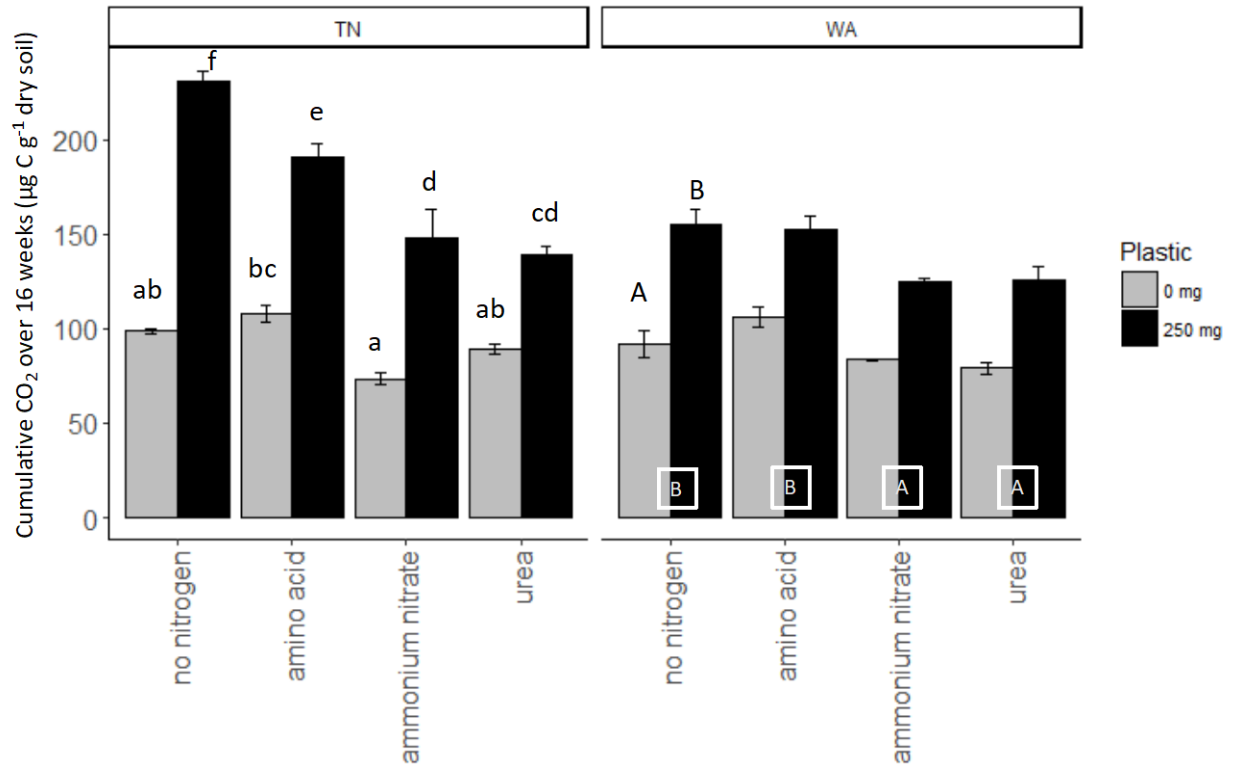 TN
WA
Cumulative CO₂ over 16 weeks (µg C g⁻¹ dry soil)
200
150
100
50
0
f
e
d
cd
ab
bc
a
ab
B
A
B
B
A
A
no nitrogen
amino acid
ammonium nitrate
urea
no nitrogen
amino acid
ammonium nitrate
urea
Plastic
0 mg
250 mg